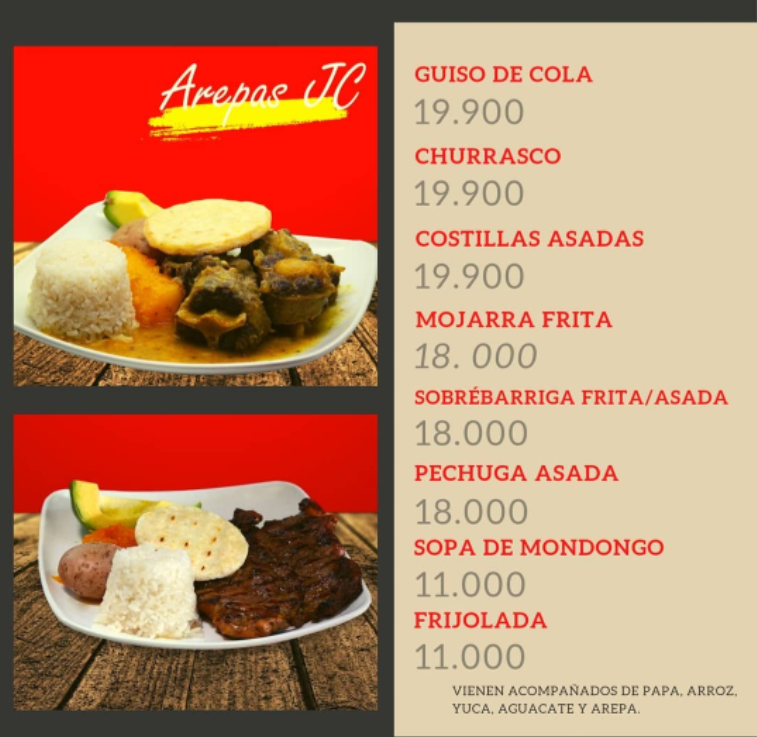 Arepas JC
GUISO DE COLA
19.900
CHURRASCO
19.900
COSTILLAS ASADAS
19.900
MOJARRA FRITA
18. 000
SOBRÉBARRIGA FRITA/ASADA
18.000
PECHUGA ASADA
18.000
SOPA DE MONDONGO
11.000
FRIJOLADA
11.000
VIENEN ACOMPAÑADOS DE PAPA, ARROZ,
YUCA, AGUACATE Y AREPA.